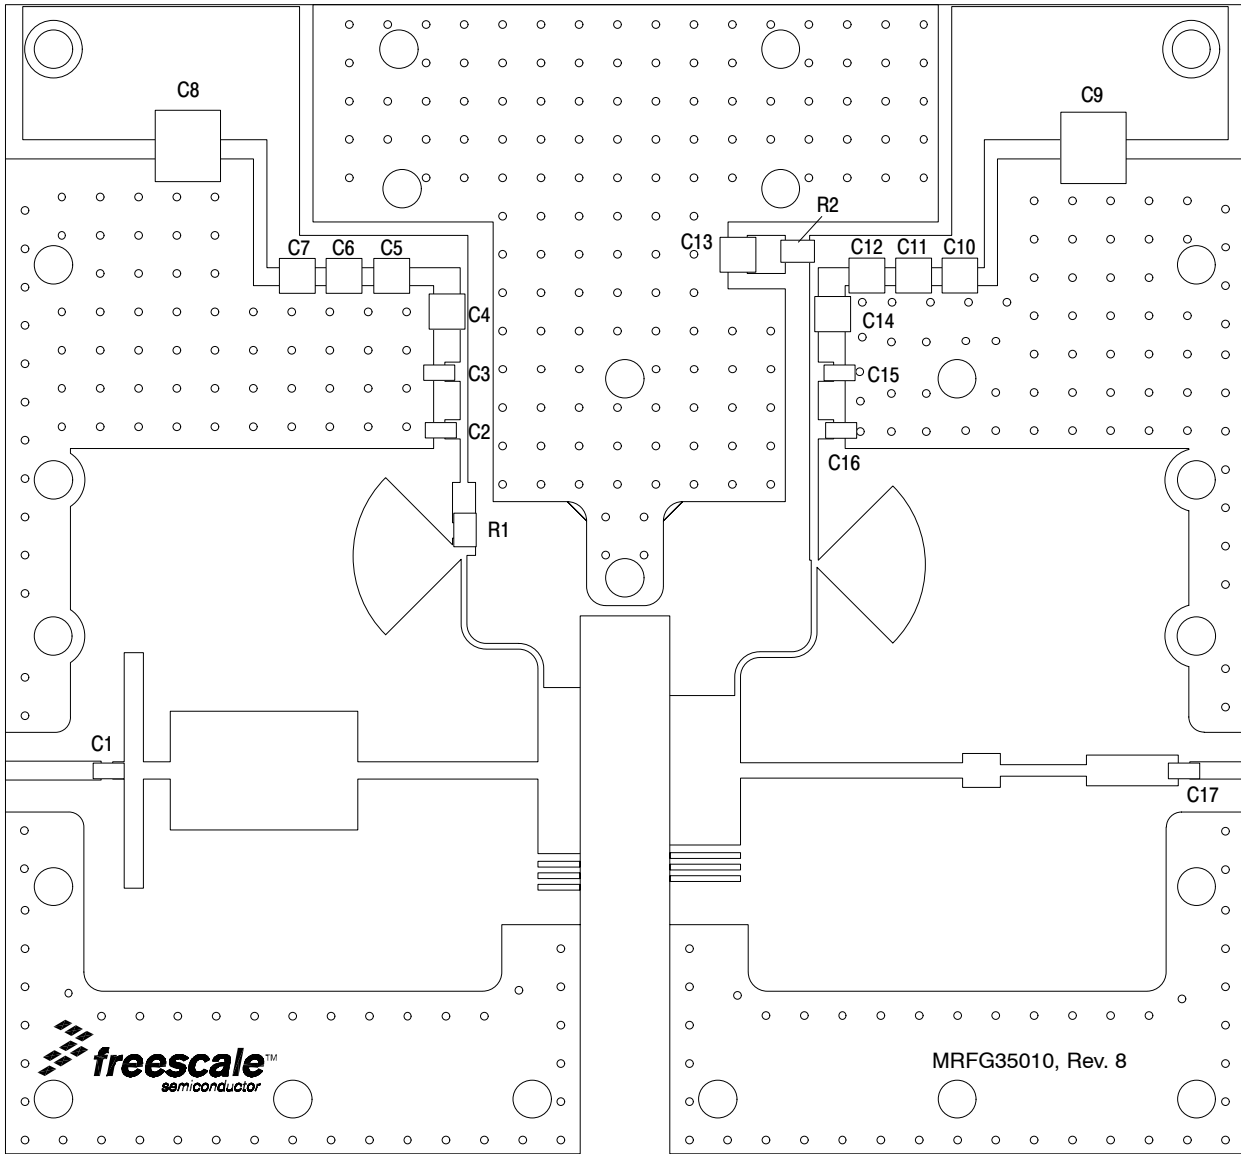 C8
C9
R2
C7 C6 C5
C13
C12 C11 C10
C4
C14
C3
C15
C2
C16
R1
C1
C17
freescale™
semiconductor
MRFG35010, Rev. 8